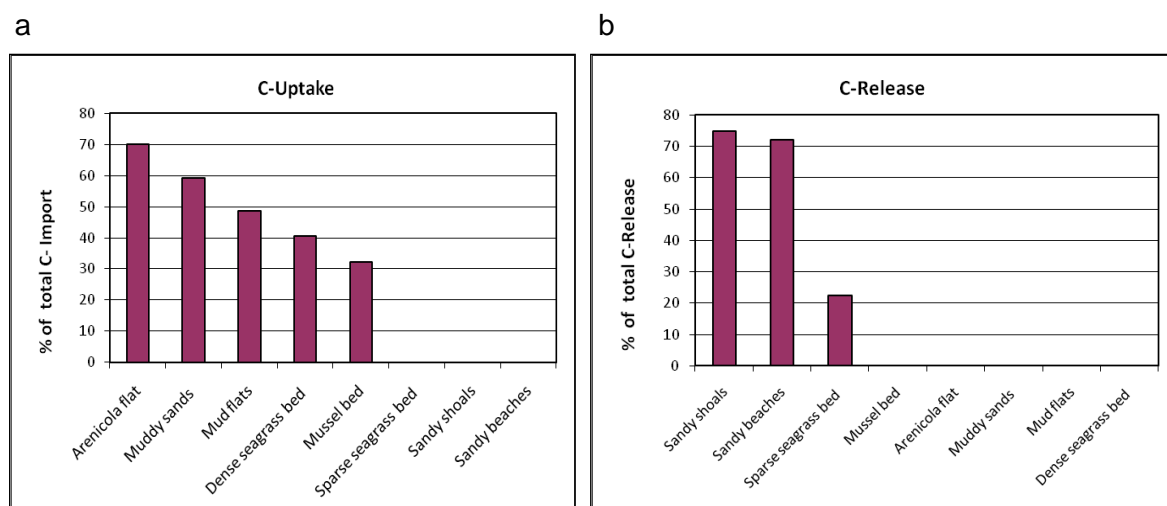 a
C-Uptake
% of total C- Import
80
70
60
50
40
30
20
10
0
Arenicola flat
Muddy sands
Mud flats
Dense seagrass bed
Mussel bed
Sparse seagrass bed
Sandy shoals
Sandy beaches
b
C-Release
% of total C-Release
80
70
60
50
40
30
20
10
0
Sandy shoals
Sandy beaches
Sparse seagrass bed
Mussel bed
Arenicola flat
Muddy sands
Mud flats
Dense seagrass bed